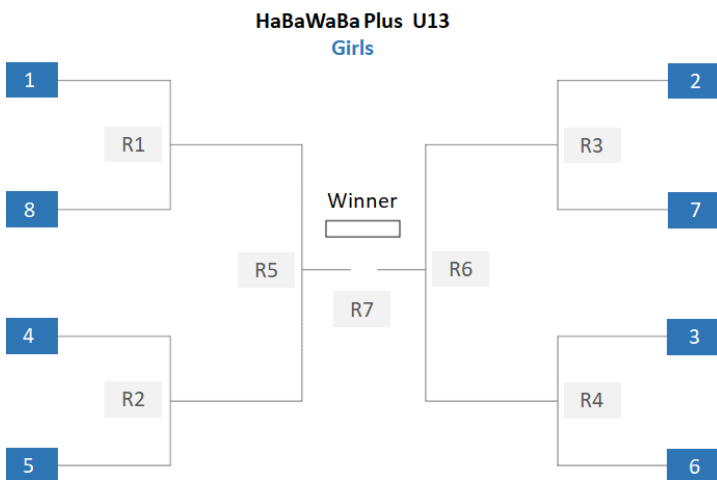 HaBaWaBa Plus U13
Girls
1
2
R1
R3
8
Winner
7
R5
R6
R7
4
3
R2
R4
5
6